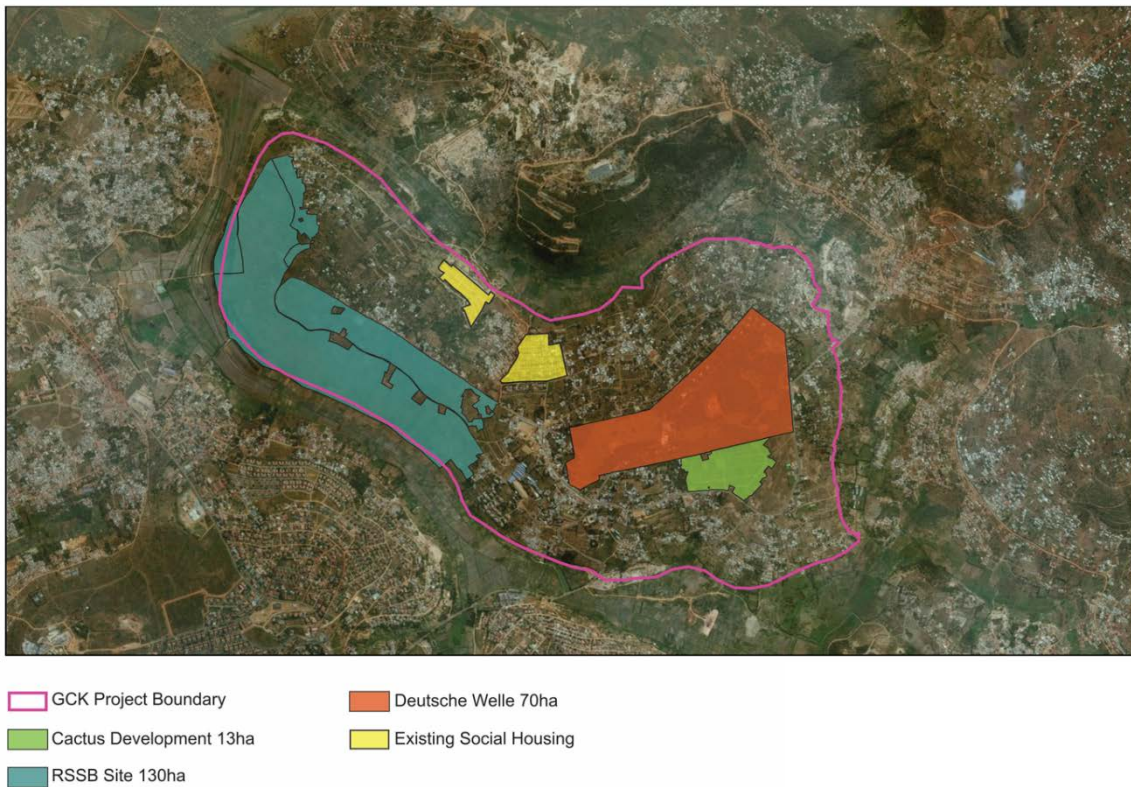 GCK Project Boundary
Cactus Development 13ha
RSSB Site 130ha
Deutsche Welle 70ha
Existing Social Housing